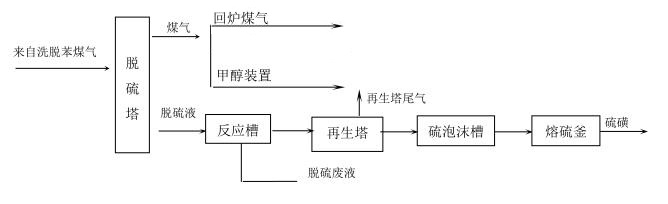 回炉煤气
煤气
来自洗脱苯煤气
脱硫塔
甲醇装置
再生塔尾气
脱硫液
反应槽
再生塔
硫泡沫槽
熔硫釜
硫磺
脱硫废液